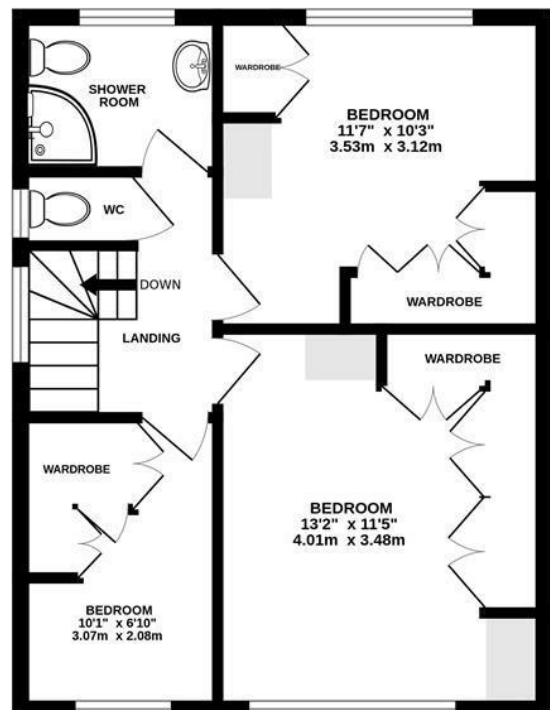 SHOWER
ROOM
WARDROBE
BEDROOM
11'7" x 10'3"
3.53m x 3.12m
WC
DOWN
WARDROBE
LANDING
WARDROBE
WARDROBE
BEDROOM
13'2" x 11'5"
4.01m x 3.48m
BEDROOM
10'1" x 6'10"
3.07m x 2.08m